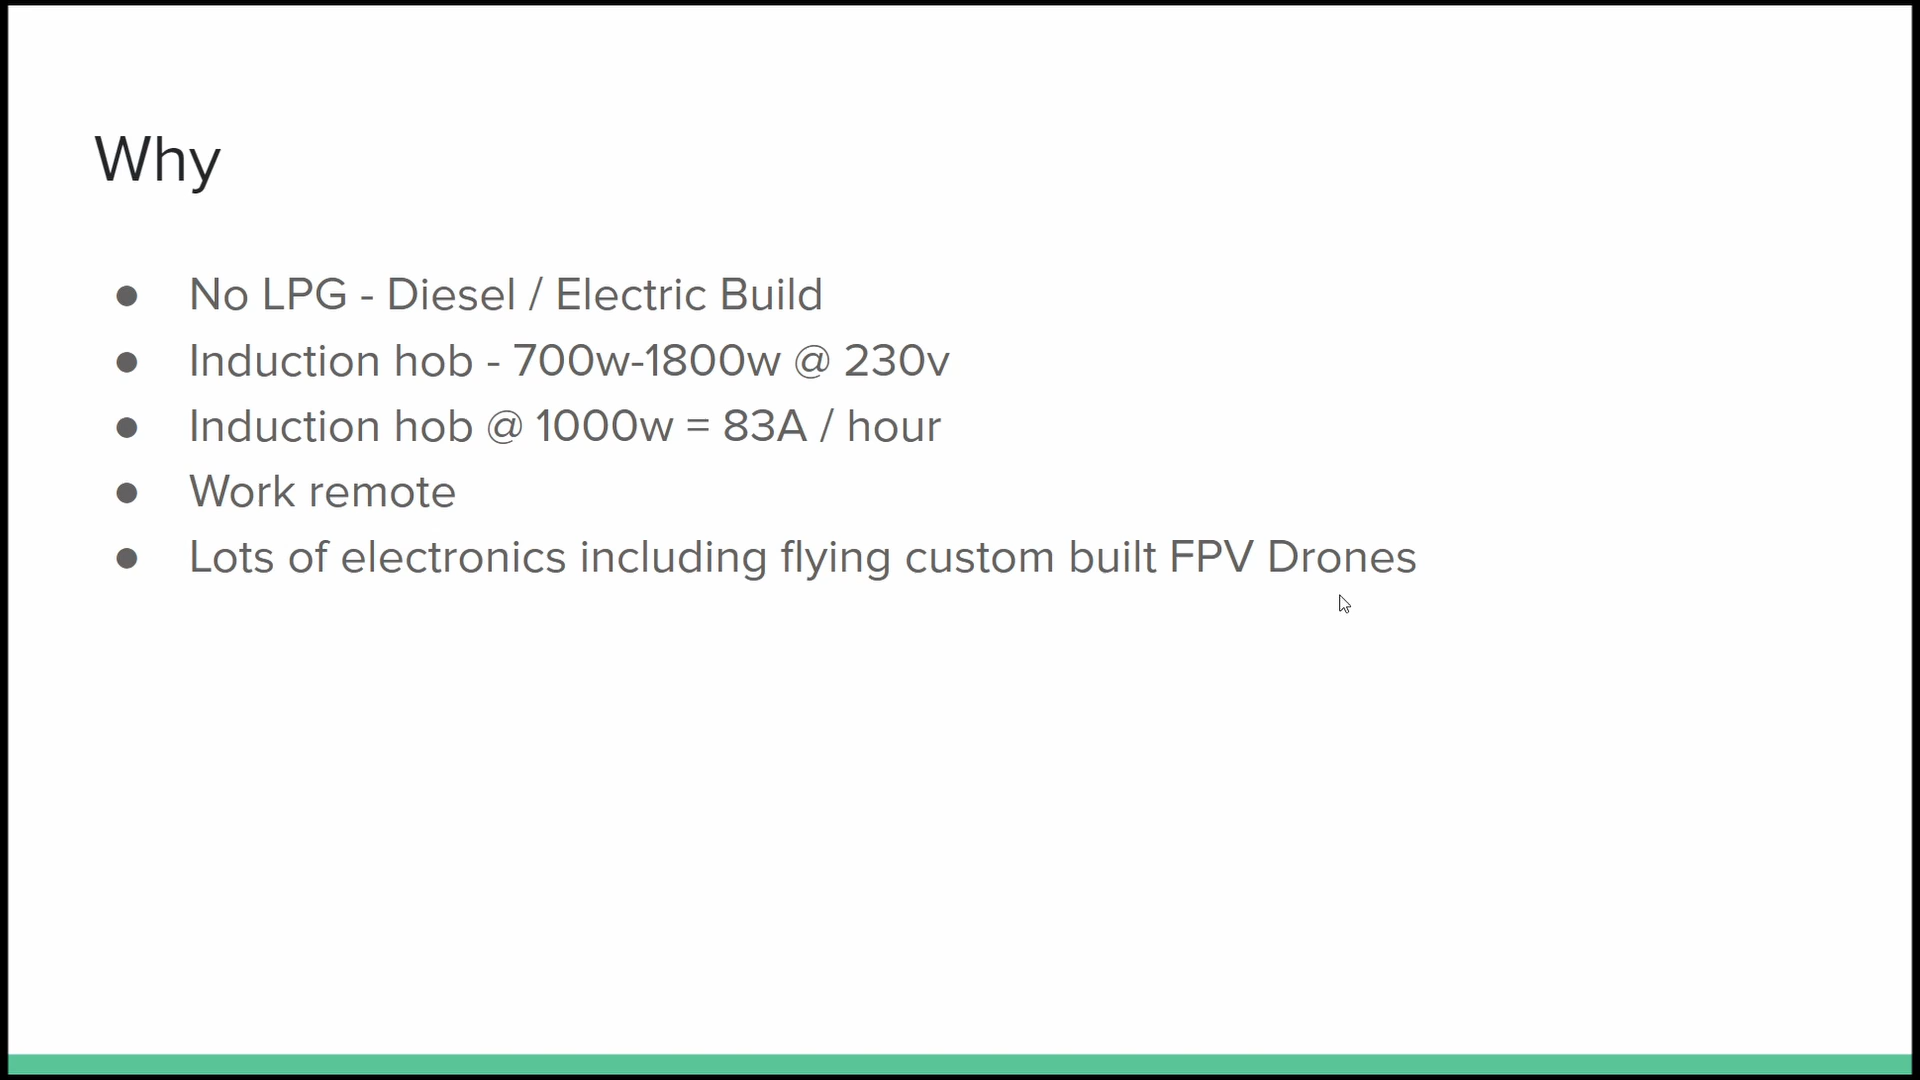 Why
● No LPG - Diesel / Electric Build
● Induction hob - 700w-1800w @ 230v
● Induction hob @ 1000w = 83A / hour
● Work remote
● Lots of electronics including flying custom built FPV Drones